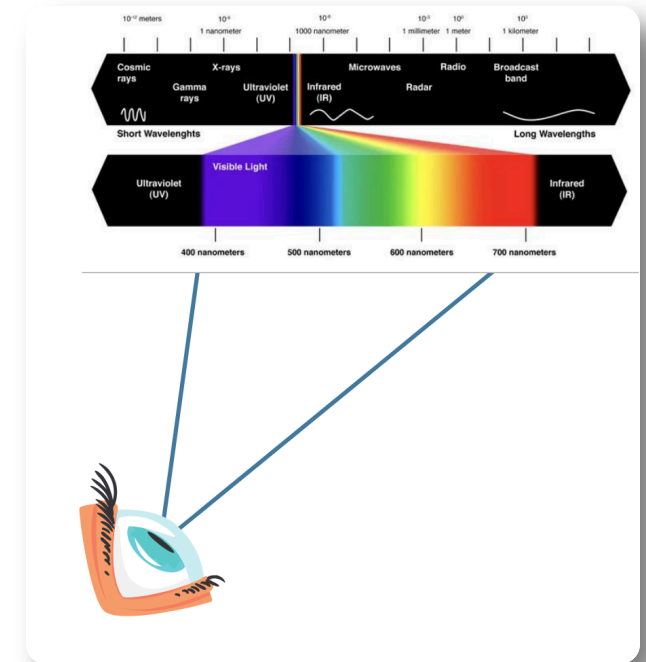 10⁻¹² meters 10⁻⁹ 10⁻⁶ 10⁻³ 10⁰ 10³
1 nanometer 1000 nanometer 1 millimeter 1 meter 1 kilometer
Cosmic rays X-rays Microwaves Radio Broadcast band
Gamma rays Ultraviolet (UV) Infrared (IR) Radar
Short Wavelenghts Long Wavelengths
Visible Light
Ultraviolet (UV) Infrared (IR)
400 nanometers 500 nanometers 600 nanometers 700 nanometers